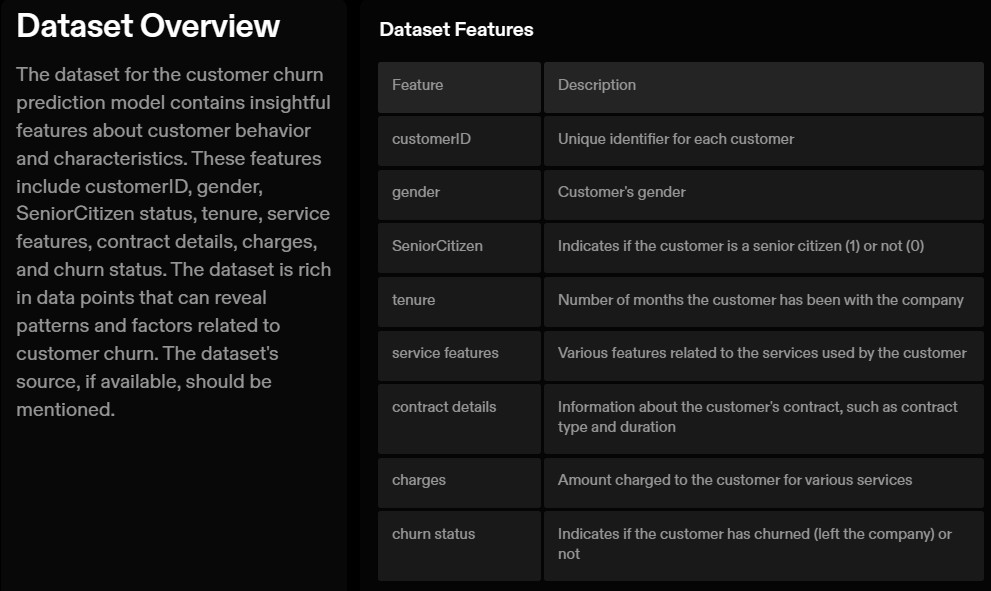 Dataset Overview
The dataset for the customer churn
prediction model contains insightful
features about customer behavior
and characteristics. These features
include customerID, gender,
SeniorCitizen status, tenure, service
features, contract details, charges,
and churn status. The dataset is rich
in data points that can reveal
patterns and factors related to
customer churn. The dataset's
source, if available, should be
mentioned.
Dataset Features
Feature Description
customerID Unique identifier for each customer
gender Customer's gender
SeniorCitizen Indicates if the customer is a senior citizen (1) or not (0)
tenure Number of months the customer has been with the company
service features Various features related to the services used by the customer
contract details Information about the customer's contract, such as contract
type and duration
charges Amount charged to the customer for various services
churn status Indicates if the customer has churned (left the company) or
not